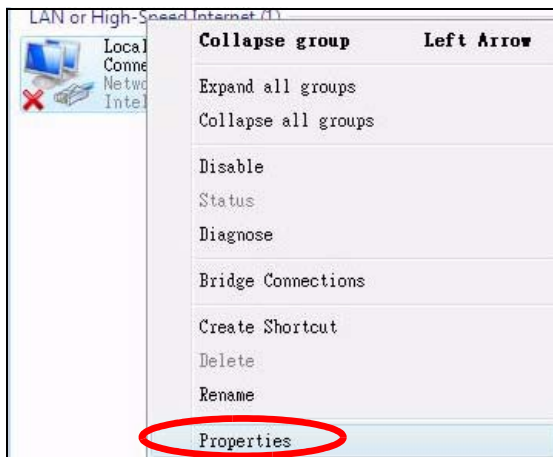 LAN or High-Speed Internet (1)
Local
Conne
Netwo
Intel
Collapse group Left Arrow
Expand all groups
Collapse all groups
Disable
Status
Diagnose
Bridge Connections
Create Shortcut
Delete
Rename
Properties